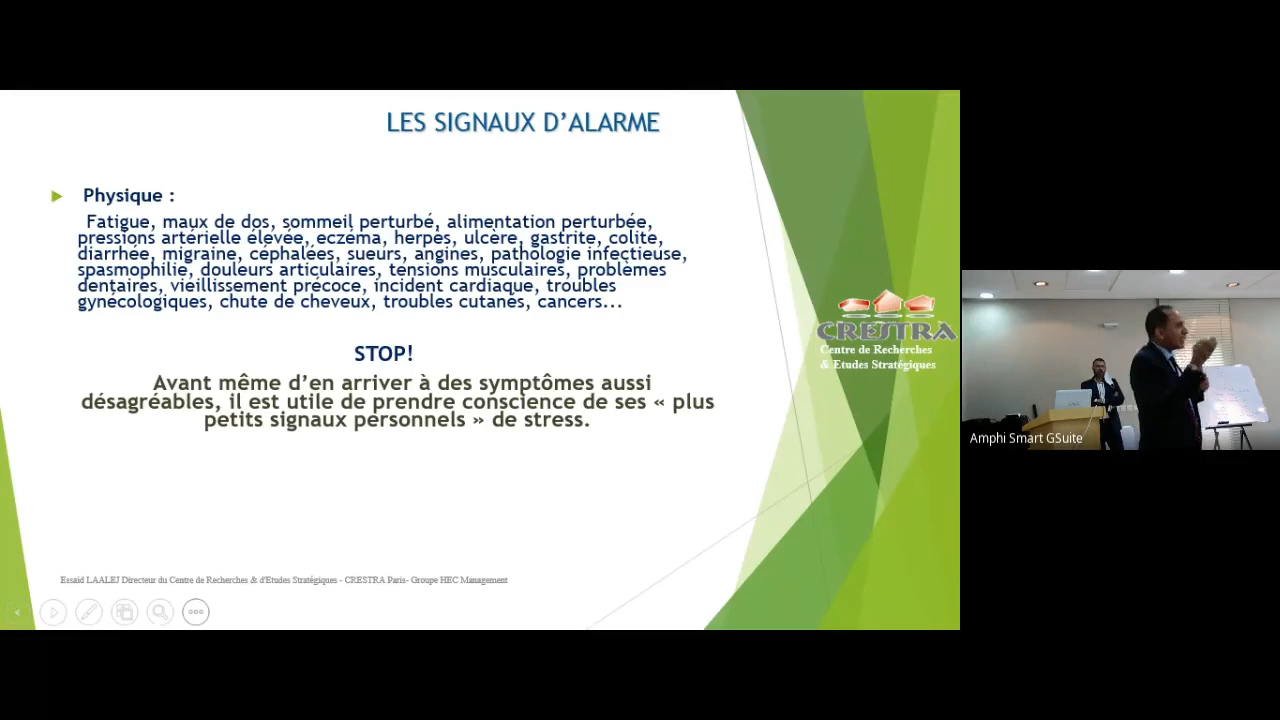 LES SIGNAUX D’ALARME
Physique :
Fatigue, maux de dos, sommeil perturbé, alimentation perturbée,
pressions artérielle élevée, eczéma, herpès, ulcère, gastrite, colite,
diarrhée, migraine, céphalées, sueurs, angines, pathologie infectieuse,
spasmophilie, douleurs articulaires, tensions musculaires, problèmes
dentaires, vieillissement précoce, incident cardiaque, troubles
gynécologiques, chute de cheveux, troubles cutanés, cancers...
STOP!
Avant même d’en arriver à des symptômes aussi
désagréables, il est utile de prendre conscience de ses « plus
petits signaux personnels » de stress.
CRESTRA
Centre de Recherches
& Etudes Stratégiques
Essaid LAALEJ Directeur du Centre de Recherches & d'Etudes Stratégiques - CRESTRA Paris- Groupe HEC Management
Amphi Smart GSuite